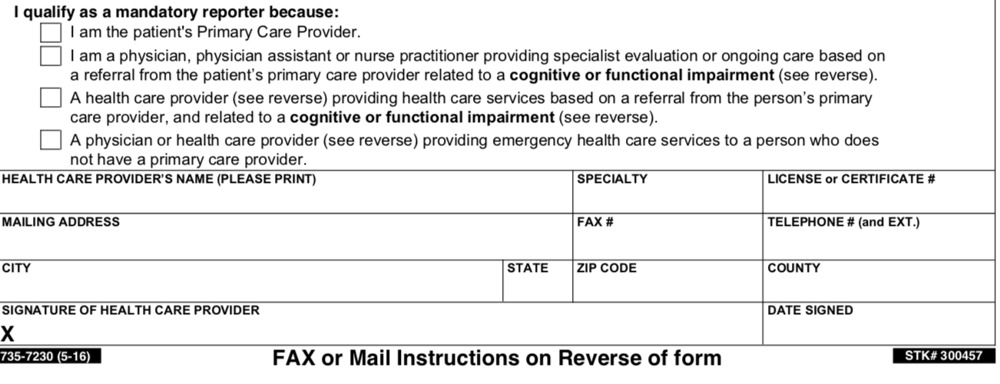 I qualify as a mandatory reporter because:
I am the patient's Primary Care Provider.
I am a physician, physician assistant or nurse practitioner providing specialist evaluation or ongoing care based on
a referral from the patient’s primary care provider related to a cognitive or functional impairment (see reverse).
A health care provider (see reverse) providing health care services based on a referral from the person’s primary
care provider, and related to a cognitive or functional impairment (see reverse).
A physician or health care provider (see reverse) providing emergency health care services to a person who does
not have a primary care provider.
HEALTH CARE PROVIDER’S NAME (PLEASE PRINT) SPECIALTY LICENSE or CERTIFICATE #
MAILING ADDRESS FAX # TELEPHONE # (and EXT.)
CITY STATE ZIP CODE COUNTY
SIGNATURE OF HEALTH CARE PROVIDER DATE SIGNED
X
735-7230 (5-16) FAX or Mail Instructions on Reverse of form STK# 300457